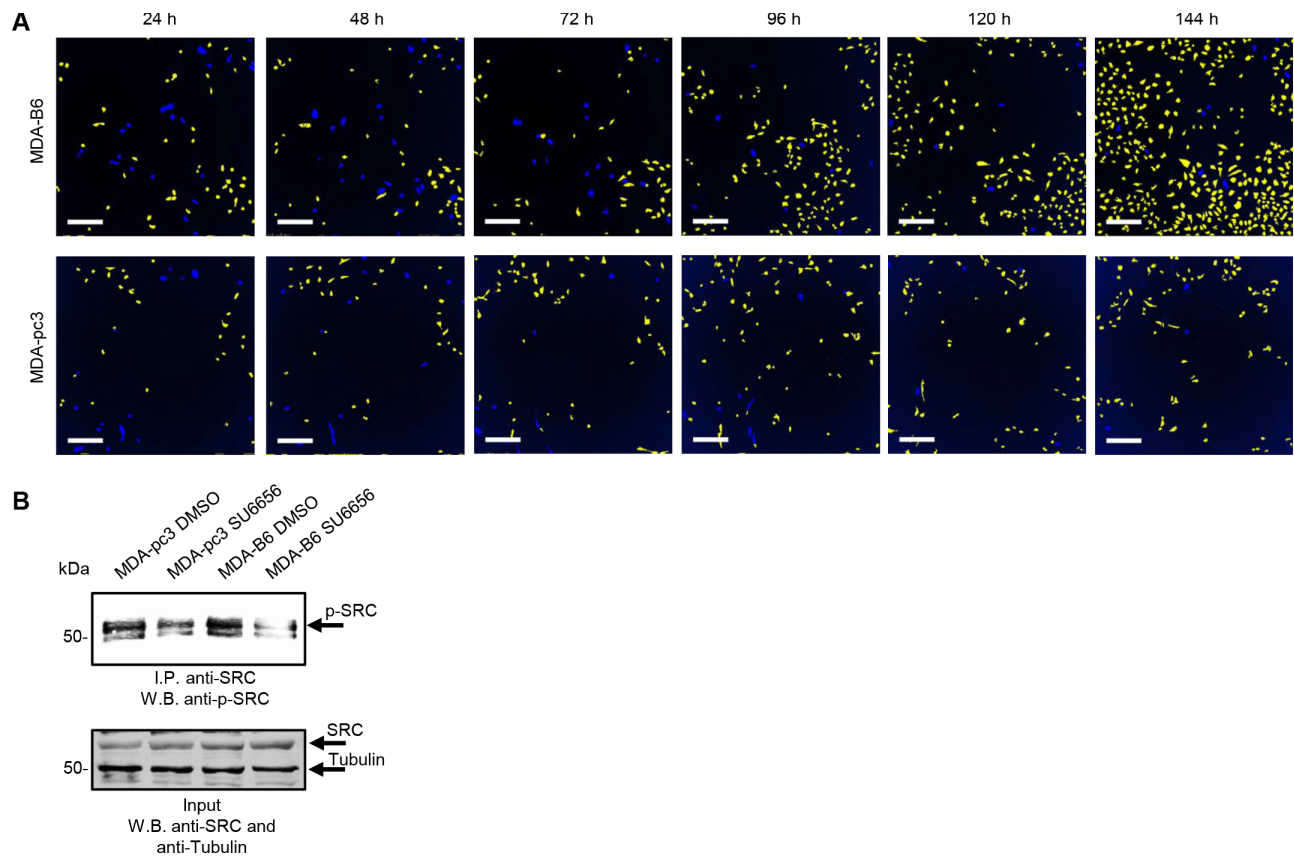 A
24 h
48 h
72 h
96 h
120 h
144 h
MDA-B6
MDA-pc3
B
kDa
MDA-pc3 DMSO
MDA-pc3 SU6656
MDA-B6 DMSO
MDA-B6 SU6656
p-SRC
50-
I.P. anti-SRC
W.B. anti-p-SRC
SRC
50-
Tubulin
Input
W.B. anti-SRC and
anti-Tubulin